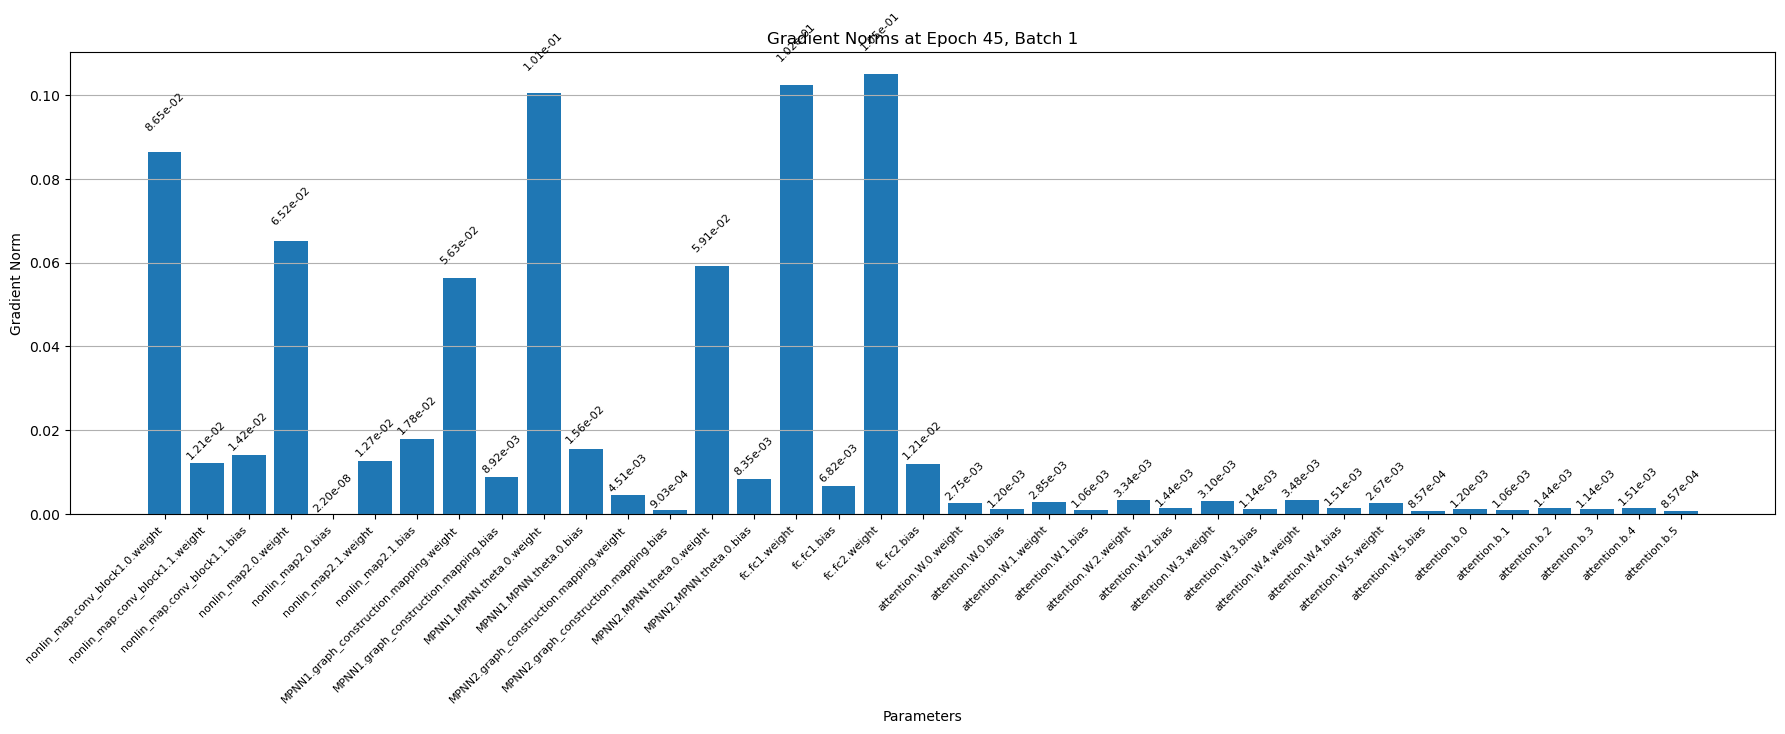 Gradient Norms at Epoch 45, Batch 1
Gradient Norm
0.10
0.08
0.06
0.04
0.02
0.00
8.65e-02
1.21e-02
1.42e-02
6.52e-02
2.20e-08
1.27e-02
1.78e-02
5.63e-02
8.92e-03
1.01e-01
1.56e-02
4.51e-03
9.03e-04
5.91e-02
8.35e-03
1.02e-01
6.82e-03
1.05e-01
1.21e-02
2.75e-03
1.20e-03
2.85e-03
1.06e-03
3.34e-03
1.44e-03
3.10e-03
1.14e-03
3.48e-03
1.51e-03
2.67e-03
8.57e-04
1.20e-03
1.06e-03
1.44e-03
1.14e-03
1.51e-03
8.57e-04
nonlin_map.conv_block1.0.weight
nonlin_map.conv_block1.1.weight
nonlin_map.conv_block1.1.bias
nonlin_map2.0.weight
nonlin_map2.0.bias
nonlin_map2.1.weight
nonlin_map2.1.bias
MPNN1.graph_construction.mapping.weight
MPNN1.graph_construction.mapping.bias
MPNN1.MPNN.theta.0.weight
MPNN1.MPNN.theta.0.bias
MPNN2.graph_construction.mapping.weight
MPNN2.graph_construction.mapping.bias
MPNN2.MPNN.theta.0.weight
MPNN2.MPNN.theta.0.bias
fc.fc1.weight
fc.fc1.bias
fc.fc2.weight
fc.fc2.bias
attention.W.0.weight
attention.W.0.bias
attention.W.1.weight
attention.W.1.bias
attention.W.2.weight
attention.W.2.bias
attention.W.3.weight
attention.W.3.bias
attention.W.4.weight
attention.W.4.bias
attention.W.5.weight
attention.W.5.bias
attention.b.0
attention.b.1
attention.b.2
attention.b.3
attention.b.4
attention.b.5
Parameters